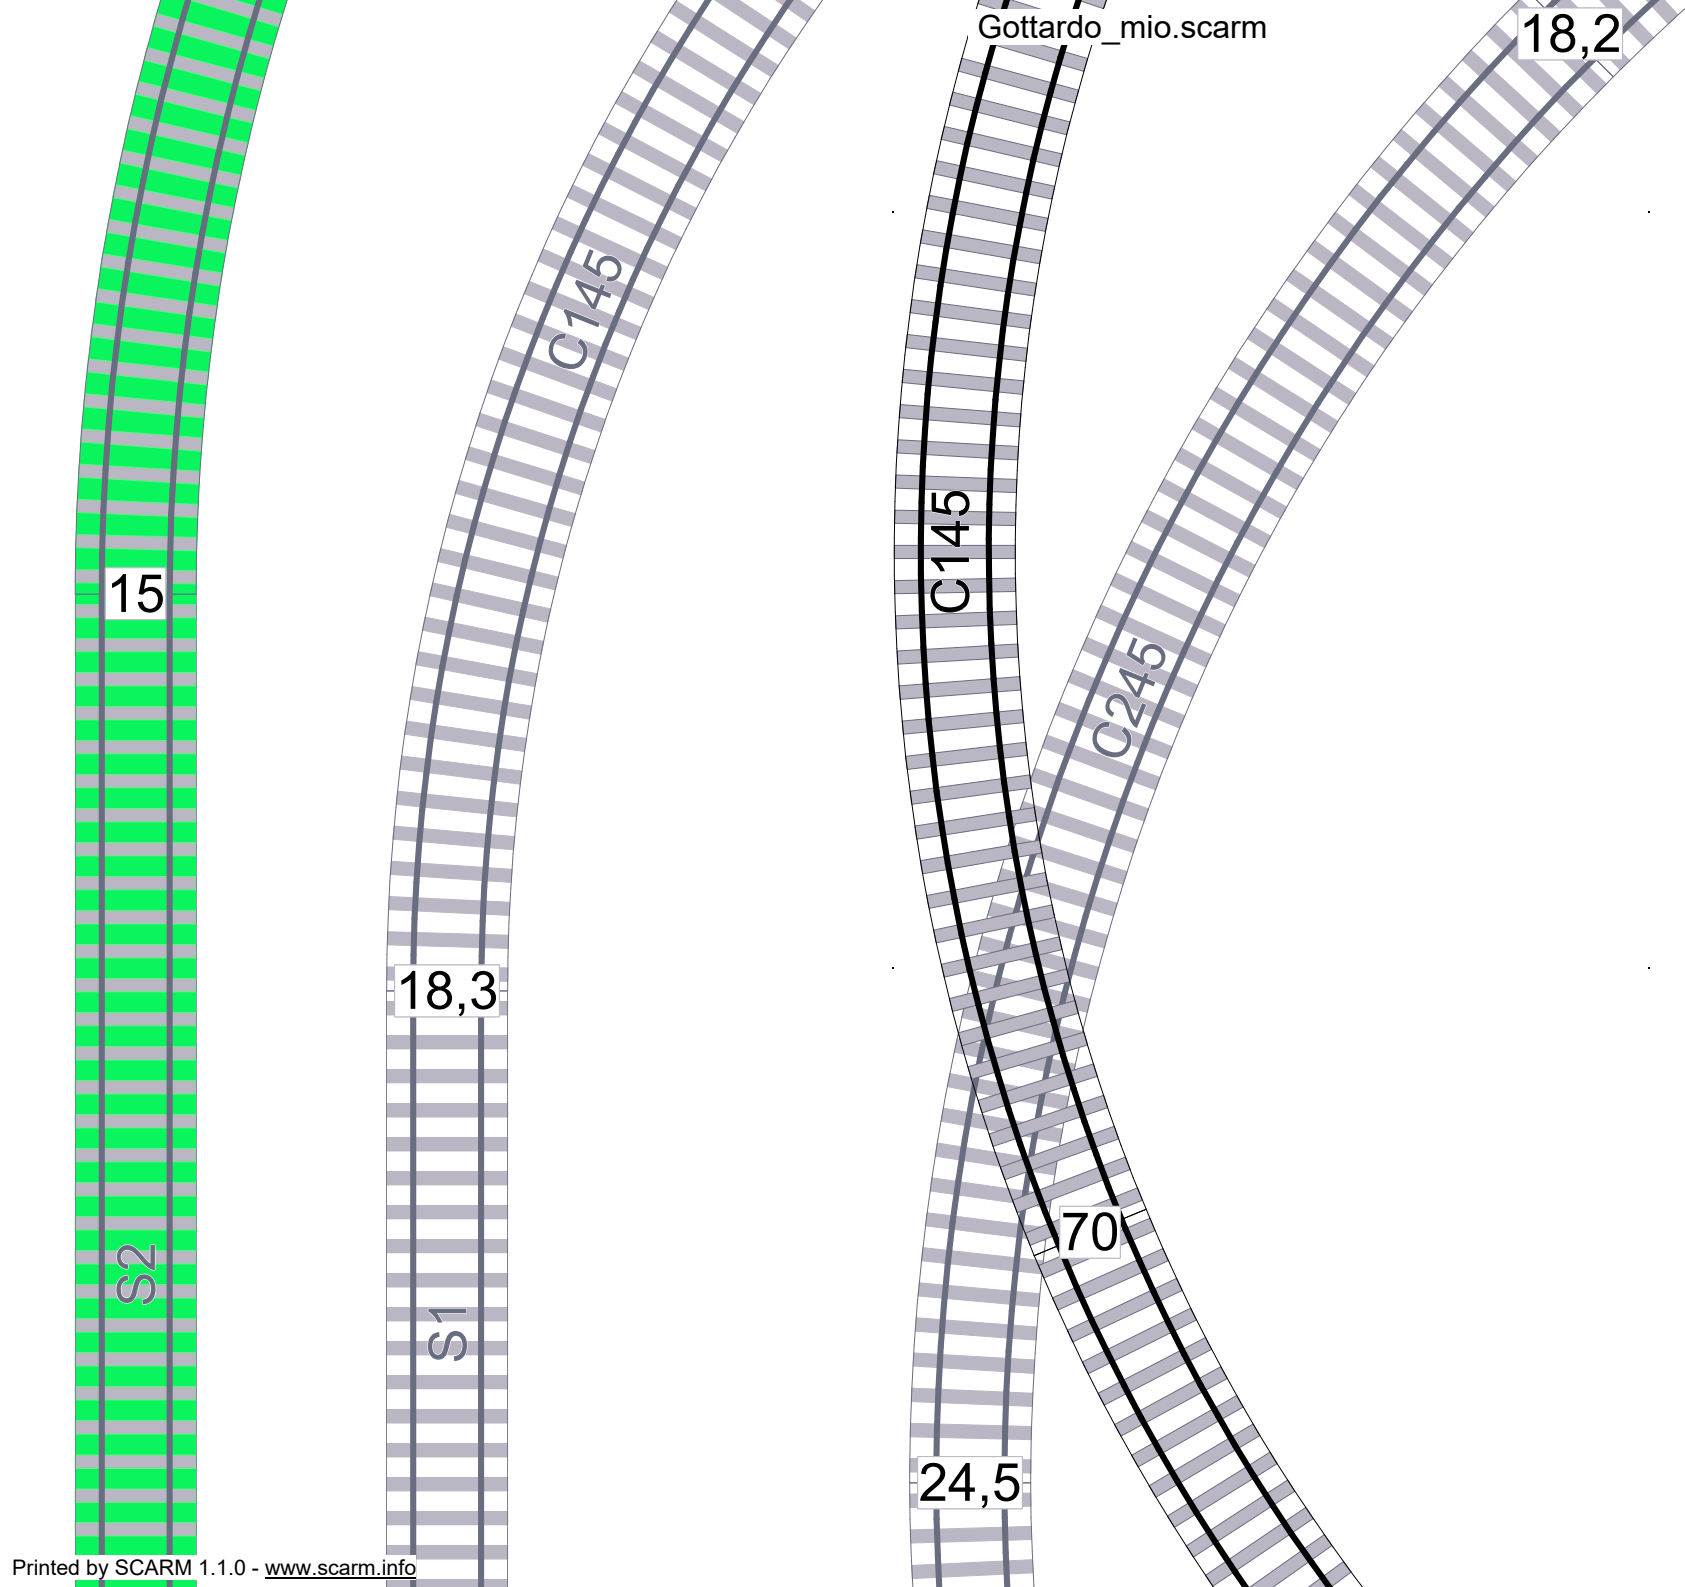 Gottardo_mio.scarm
18,2
C145
C145
15
C245
18,3
70
S2
S1
24,5
Printed by SCARM 1.1.0 - www.scarm.info